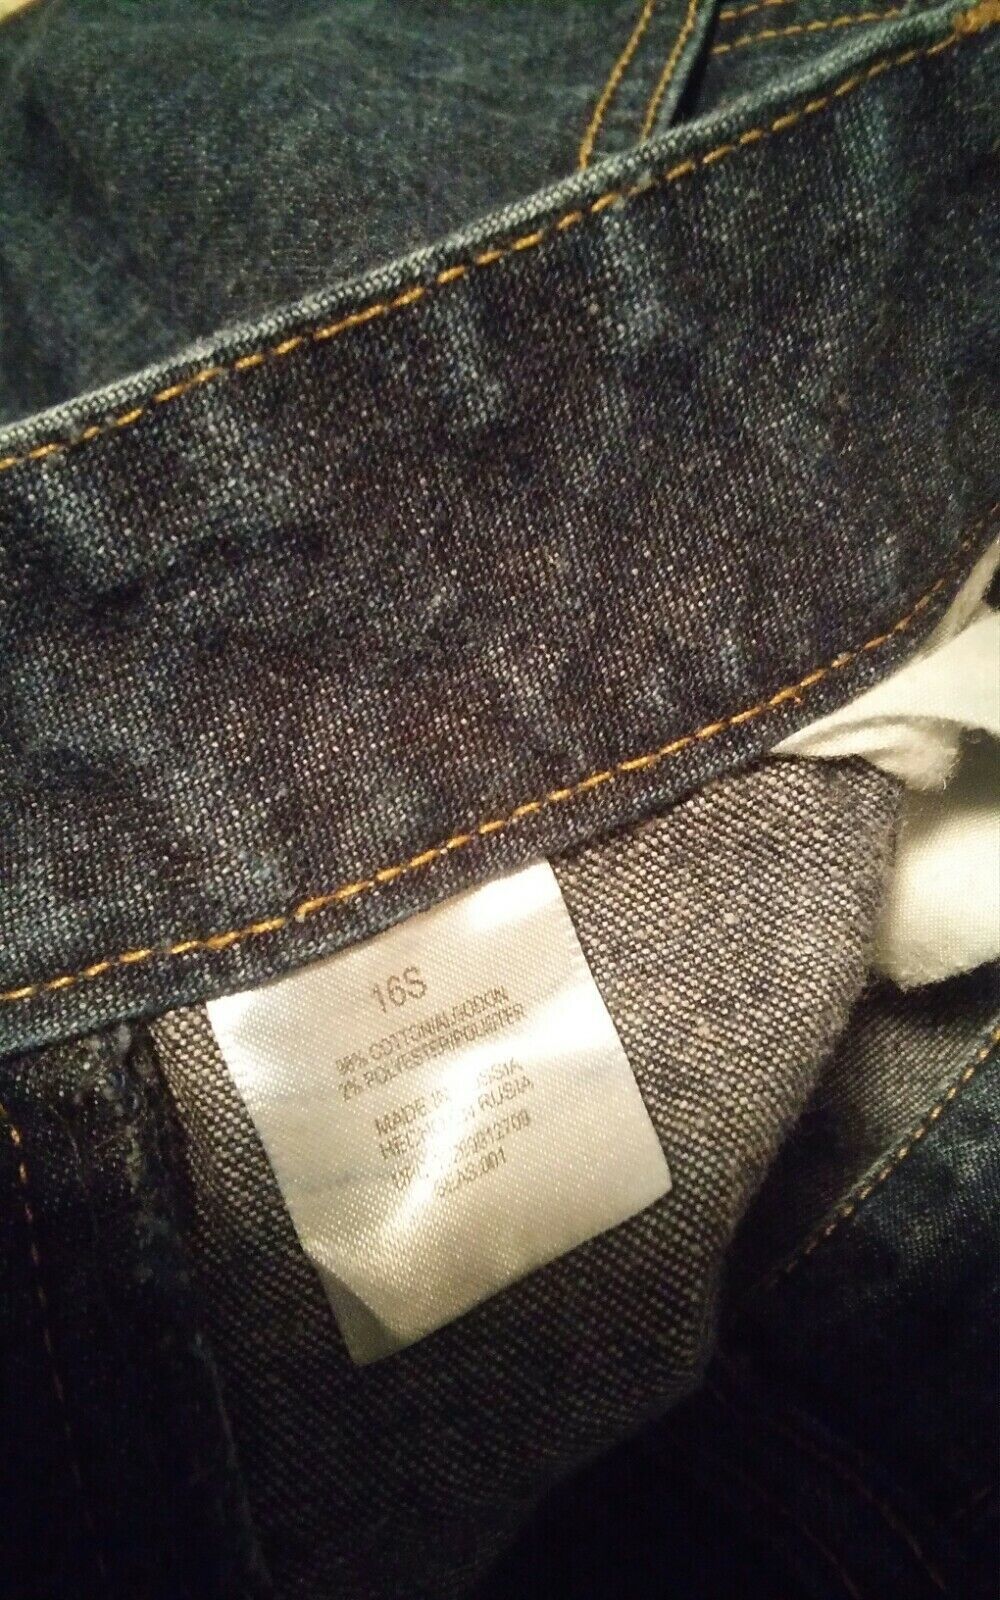 16S
98% COTTON/ALGODON
2% POLYESTER/POLIESTER
MADE IN RUSSIA
HECHO EN RUSIA